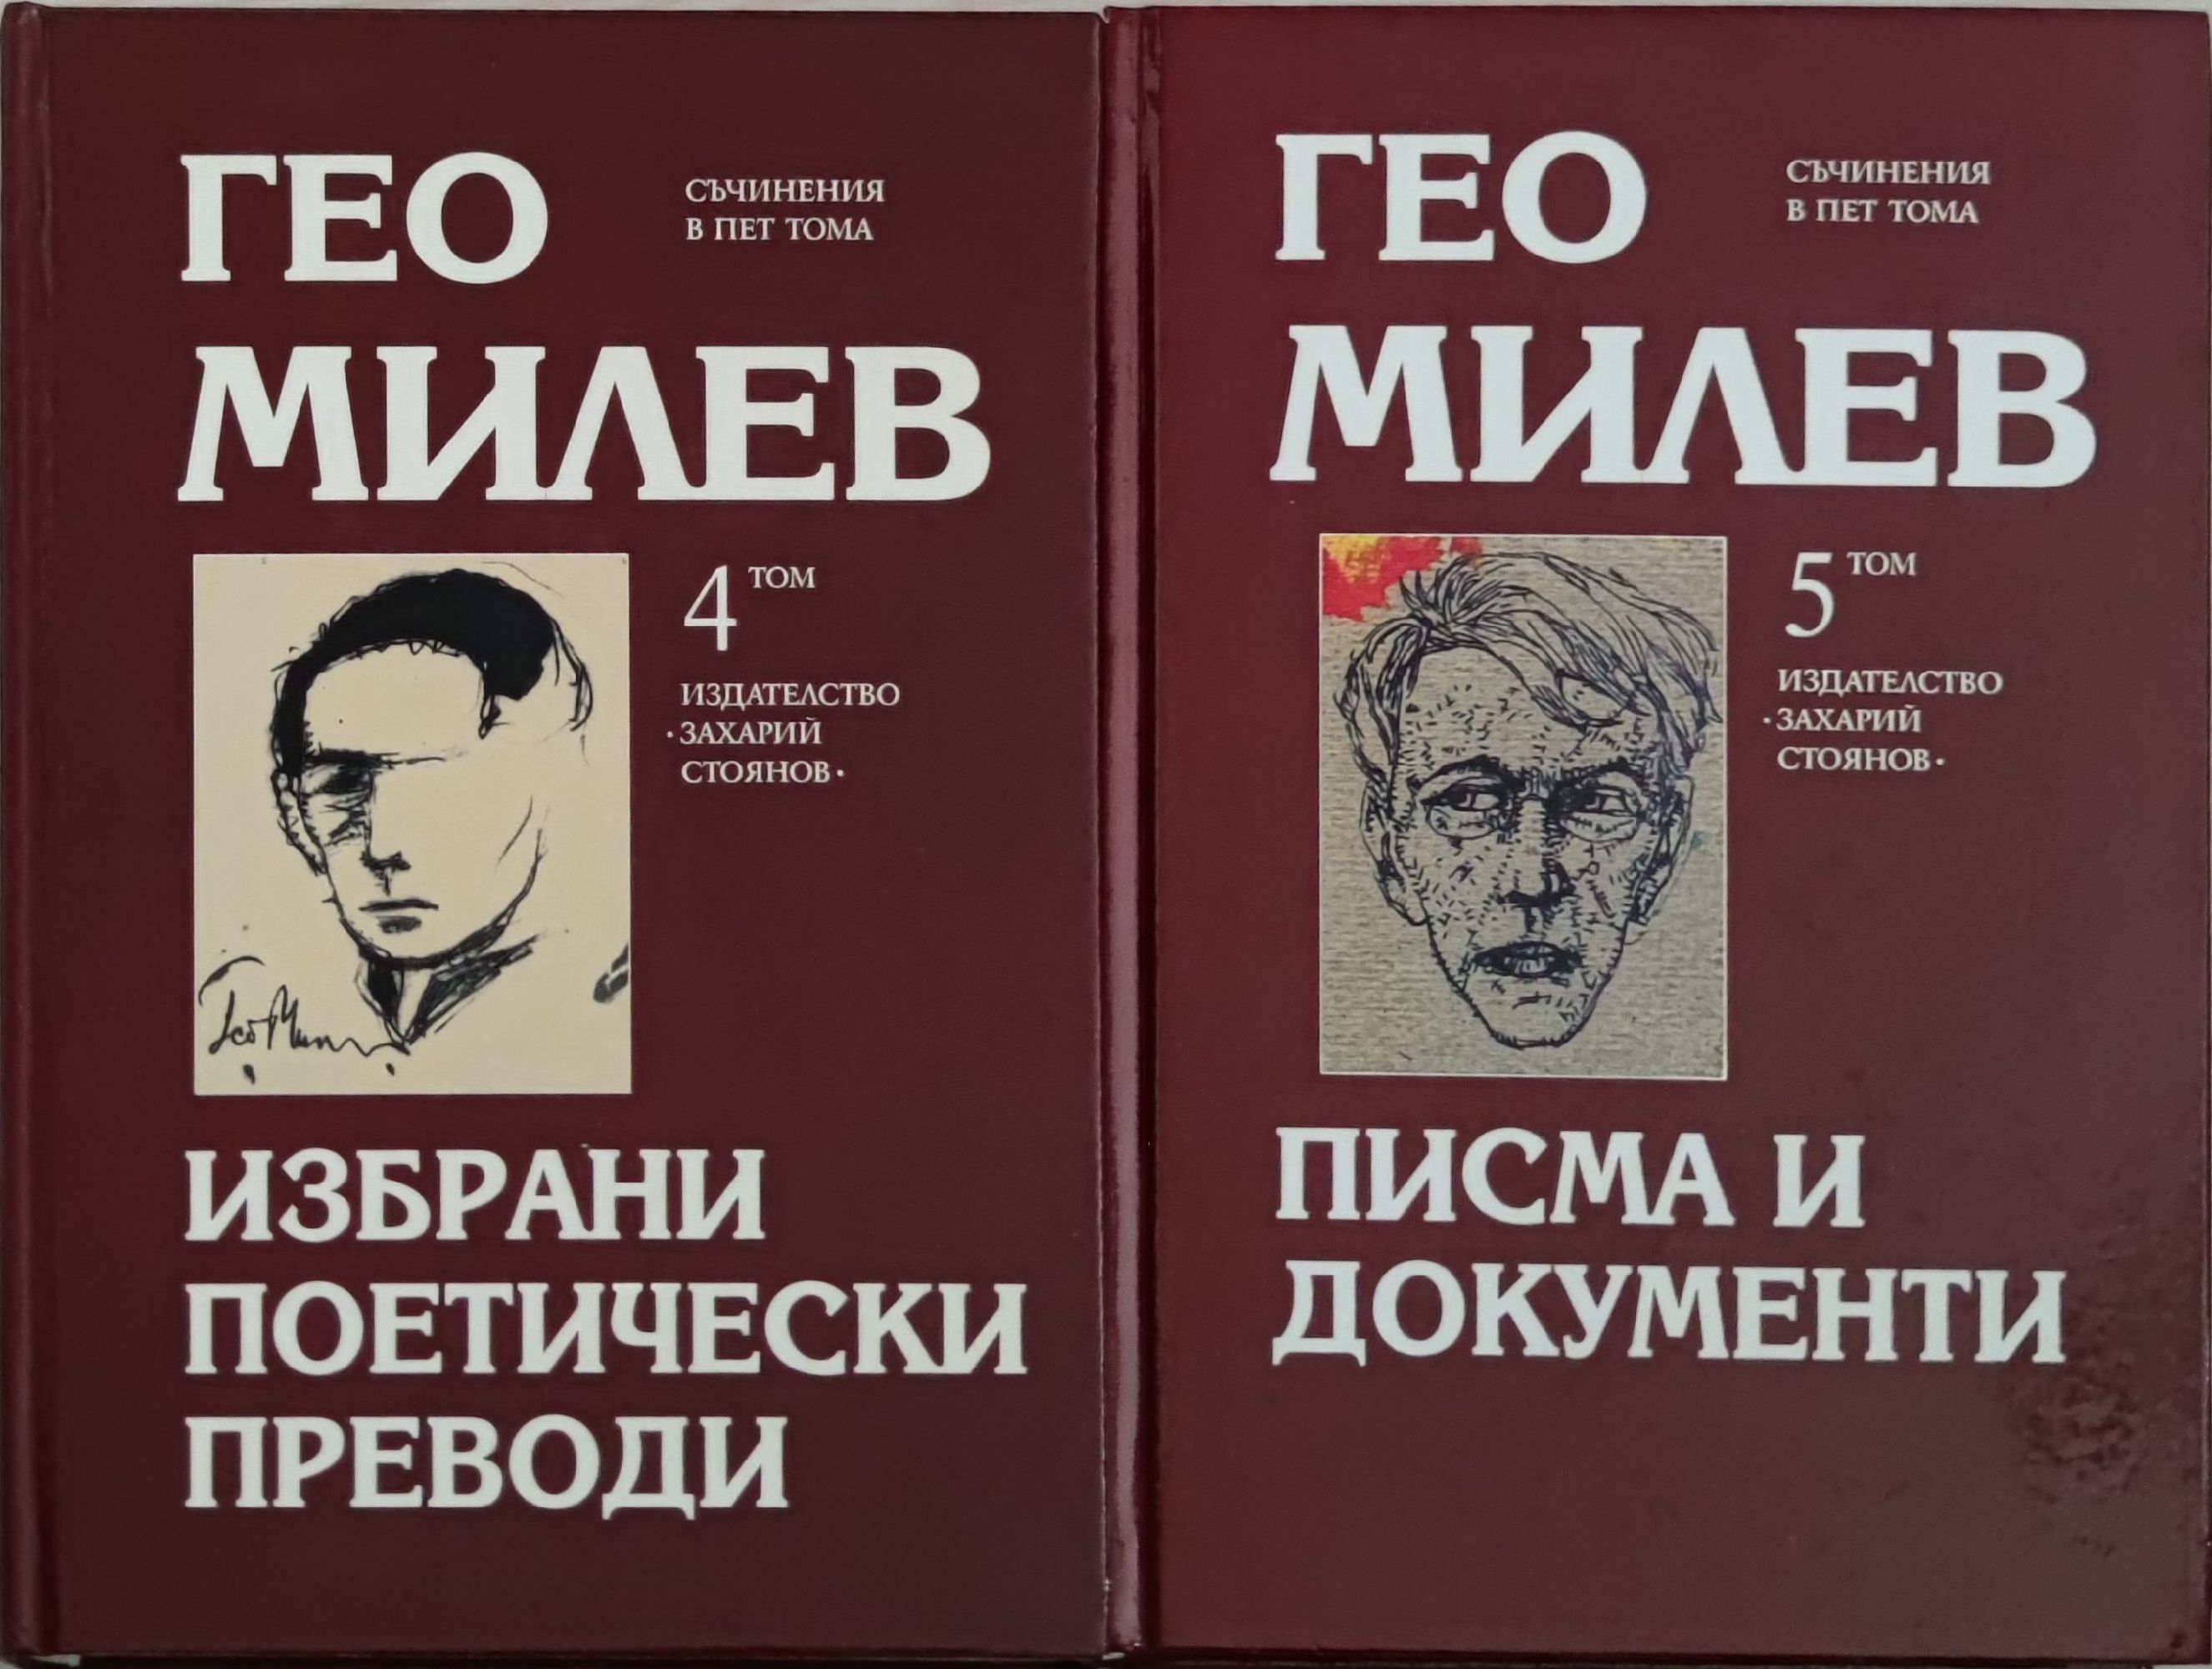 ГЕО
СЪЧИНЕНИЯ
В ПЕТ ТОМА
МИЛЕВ
4 ТОМ
ИЗДАТЕЛСТВО
·ЗАХАРИЙ
СТОЯНОВ·
ИЗБРАНИ
ПОЕТИЧЕСКИ
ПРЕВОДИ
ГЕО
СЪЧИНЕНИЯ
В ПЕТ ТОМА
МИЛЕВ
5 ТОМ
ИЗДАТЕЛСТВО
·ЗАХАРИЙ
СТОЯНОВ·
ПИСМА И
ДОКУМЕНТИ